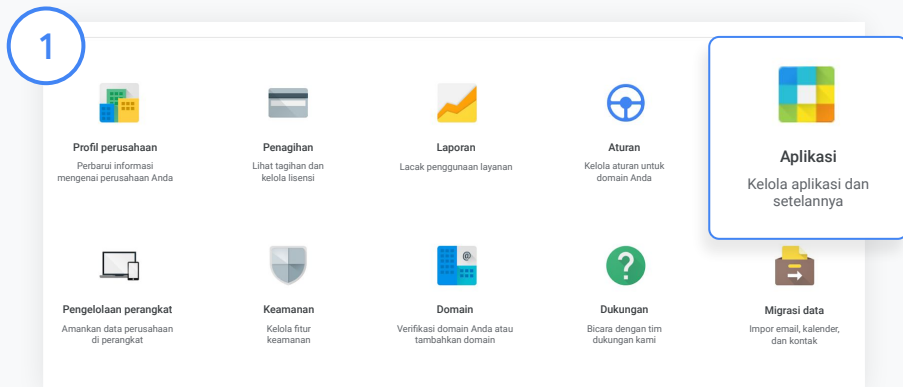 1
Profil perusahaan
Perbarui informasi
mengenai perusahaan Anda
Penagihan
Lihat tagihan dan
kelola lisensi
Laporan
Lacak penggunaan layanan
Aturan
Kelola aturan untuk
domain Anda
Aplikasi
Kelola aplikasi dan
setelannya
Pengelolaan perangkat
Amankan data perusahaan
di perangkat
Keamanan
Kelola fitur
keamanan
@
Domain
Verifikasi domain Anda atau
tambahkan domain
?
Dukungan
Bicara dengan tim
dukungan kami
Migrasi data
Impor email, kalender,
dan kontak